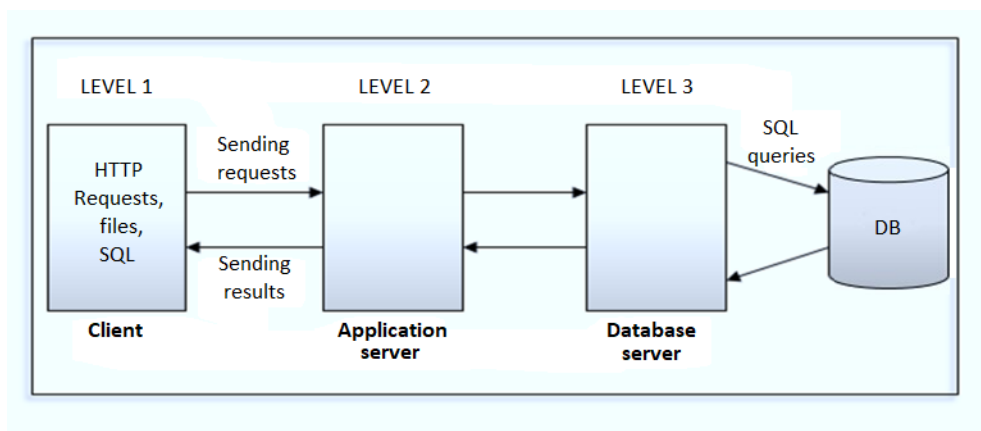 LEVEL 1
LEVEL 2
LEVEL 3
HTTP
Requests,
files,
SQL
Sending
requests
Sending
results
SQL
queries
DB
Client
Application
server
Database
server